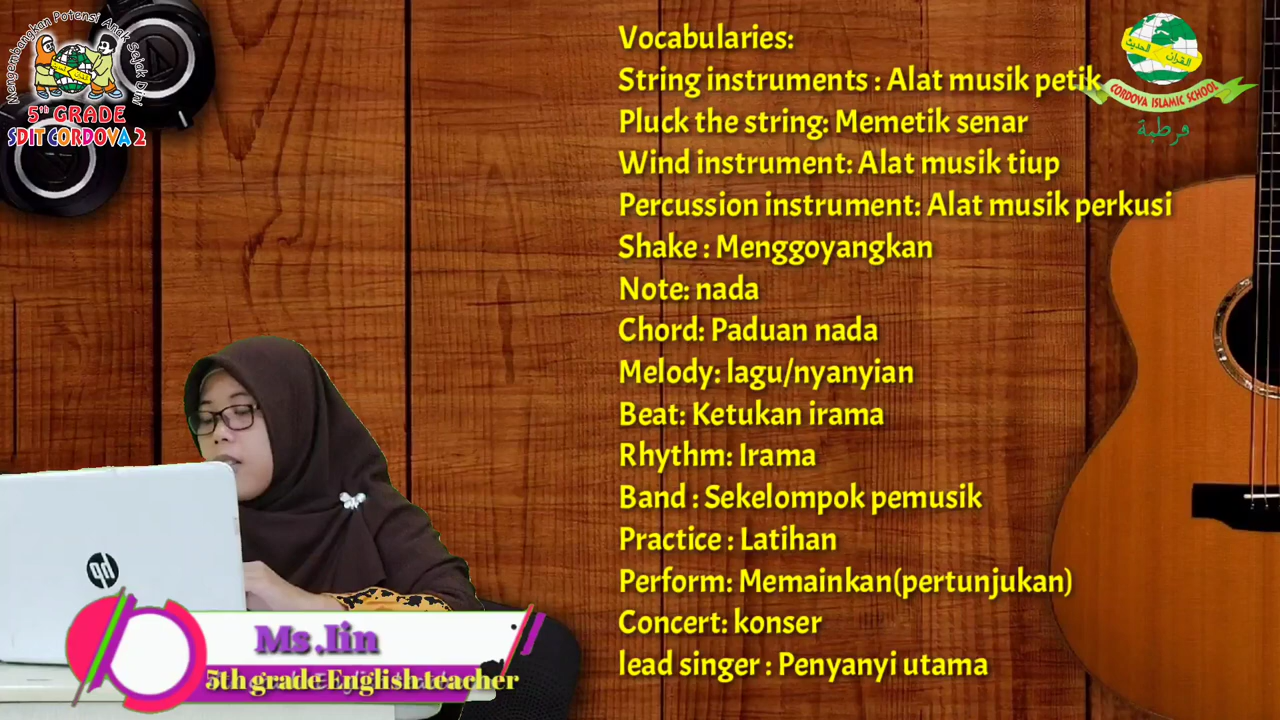 Mengembangkan Potensi Anak Sejak Dini
5th GRADE
SDIT CORDOVA 2
القرآن الحديث
CORDOVA ISLAMIC SCHOOL
Vocabularies:
String instruments : Alat musik petik
Pluck the string: Memetik senar
Wind instrument: Alat musik tiup
Percussion instrument: Alat musik perkusi
Shake : Menggoyangkan
Note: nada
Chord: Paduan nada
Melody: lagu/nyanyian
Beat: Ketukan irama
Rhythm: Irama
Band : Sekelompok pemusik
Practice : Latihan
Perform: Memainkan(pertunjukan)
Concert: konser
lead singer : Penyanyi utama
hp
Ms.Iin
5th grade English teacher